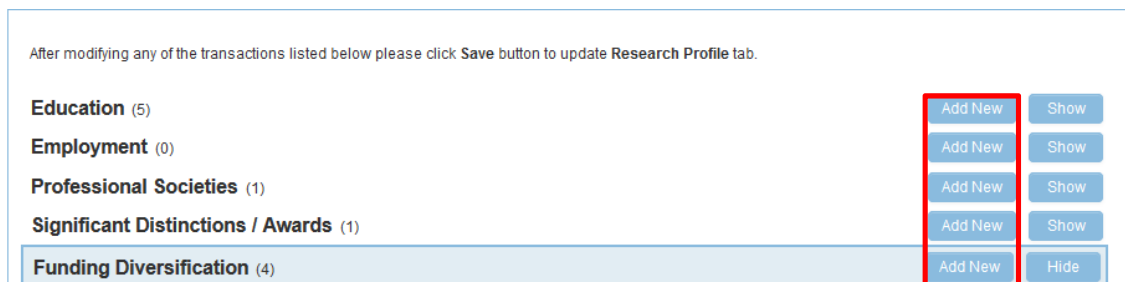 After modifying any of the transactions listed below please click Save button to update Research Profile tab.
Education (5) Add New Show
Employment (0) Add New Show
Professional Societies (1) Add New Show
Significant Distinctions / Awards (1) Add New Show
Funding Diversification (4) Add New Hide